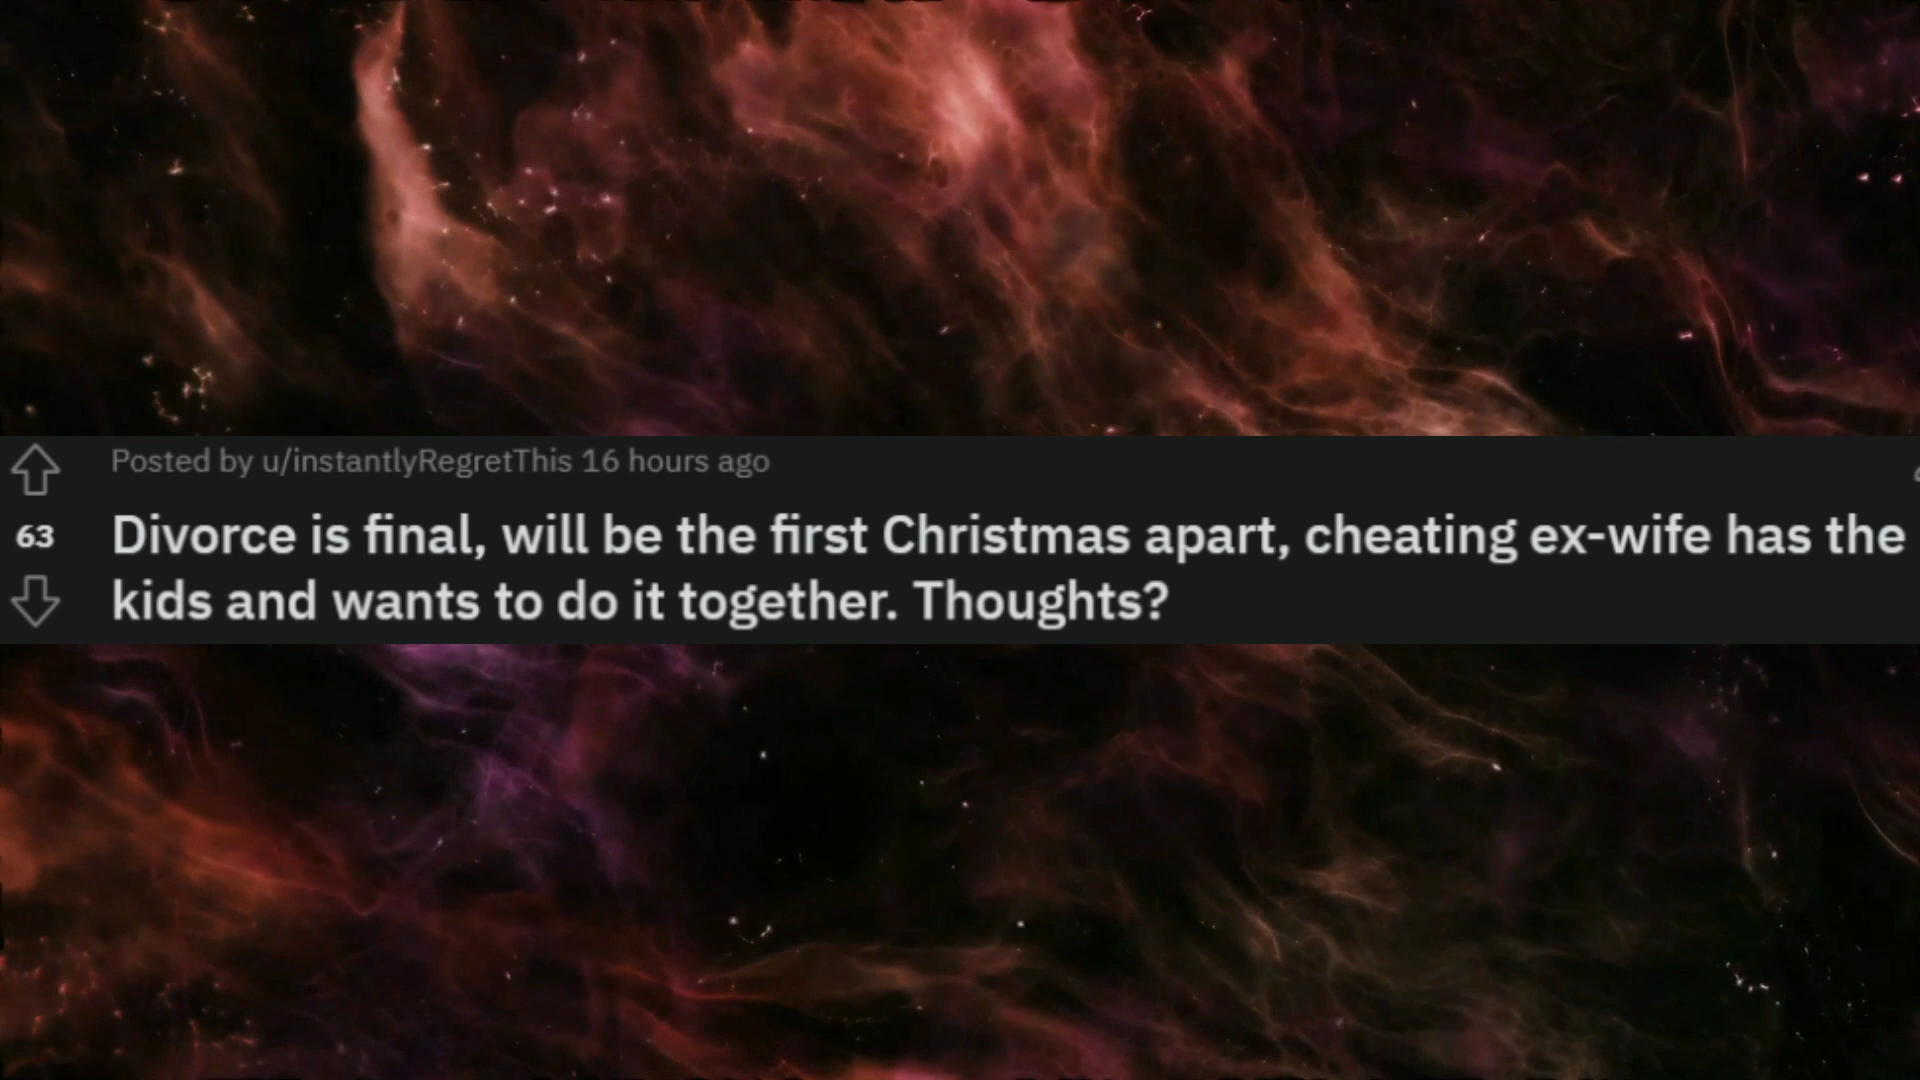 Posted by u/instantlyRegretThis 16 hours ago
63
Divorce is final, will be the first Christmas apart, cheating ex-wife has the
kids and wants to do it together. Thoughts?